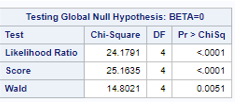 Testing Global Null Hypothesis: BETA=0
Test Chi-Square DF Pr > ChiSq
Likelihood Ratio 24.1791 4 <.0001
Score 25.1635 4 <.0001
Wald 14.8021 4 0.0051